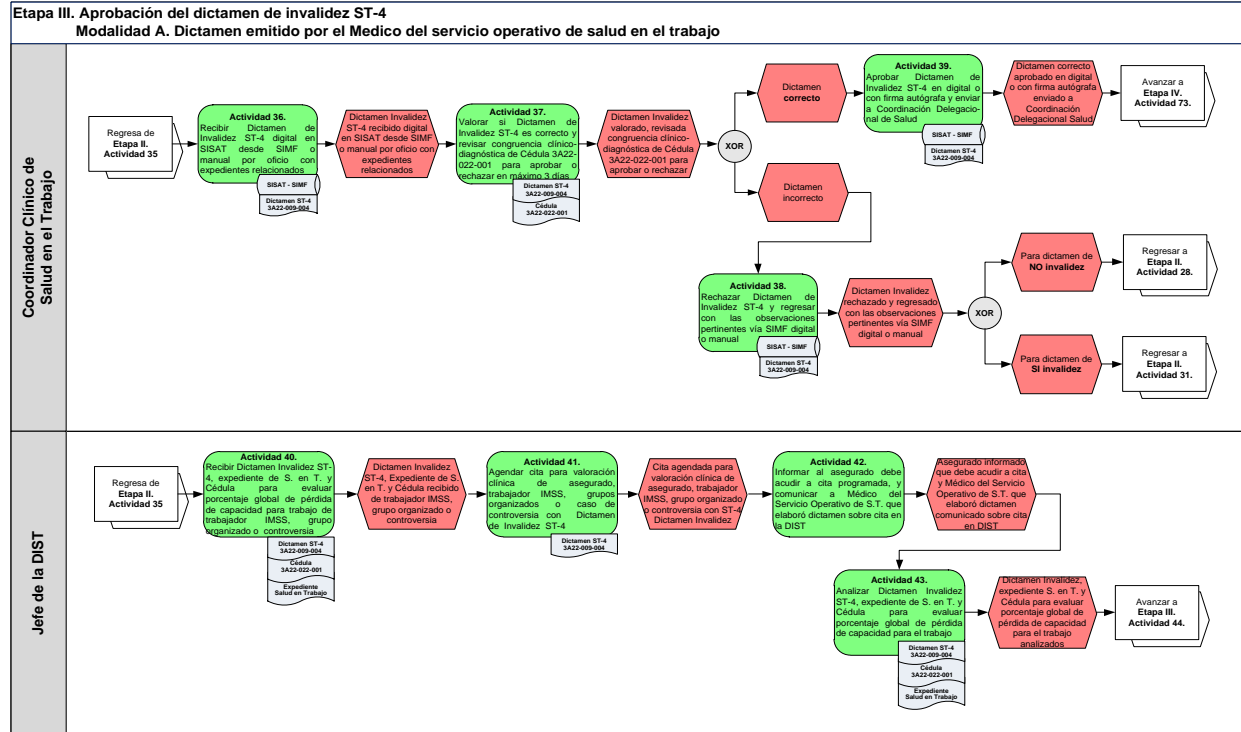 Etapa III. Aprobación del dictamen de invalidez ST-4
Modalidad A. Dictamen emitido por el Medico del servicio operativo de salud en el trabajo
Coordinador Clínico de
Salud en el Trabajo
Regresa de
Etapa II.
Actividad 35
Actividad 36.
Recibir Dictamen de
Invalidez ST-4 digital en
SISAT desde SIMF o
manual por oficio con
expedientes relacionados
SISAT - SIMF
Dictamen ST-4
3A22-009-004
Dictamen Invalidez
ST-4 recibido digital
en SISAT desde SIMF
o manual por oficio con
expedientes
relacionados
Actividad 37.
Valorar si Dictamen de
Invalidez ST-4 es correcto y
revisar congruencia clínico-
diagnóstica de Cédula 3A22-
022-001 para aprobar o
rechazar en máximo 3 días
Dictamen ST-4
3A22-009-004
Cédula
3A22-022-001
Dictamen Invalidez
valorado, revisada
congruencia clínico-
diagnóstica de Cédula
3A22-022-001 para
aprobar o rechazar
XOR
Dictamen
correcto
Actividad 39.
Aprobar Dictamen de
Invalidez ST-4 en digital o
con firma autógrafa y enviar
a Coordinación Delegacio-
nal de Salud
SISAT - SIMF
Dictamen ST-4
3A22-009-004
Dictamen correcto
aprobado en digital
o con firma autógrafa
enviado a
Coordinación
Delegacional Salud
Avanzar a
Etapa IV.
Actividad 73.
Dictamen
incorrecto
Actividad 38.
Rechazar Dictamen de
Invalidez ST-4 y regresar
con las observaciones
pertinentes vía SIMF digital
o manual
SISAT - SIMF
Dictamen ST-4
3A22-009-004
Dictamen Invalidez
rechazado y regresado
con las observaciones
pertinentes vía SIMF
digital o manual
XOR
Para dictamen de
NO invalidez
Regresar a
Etapa II.
Actividad 28.
Para dictamen de
SI invalidez
Regresar a
Etapa II.
Actividad 31.
Jefe de la DIST
Regresa de
Etapa II.
Actividad 35
Actividad 40.
Recibir Dictamen Invalidez ST-
4, expediente de S. en T. y
Cédula para evaluar
porcentaje global de pérdida
de capacidad para trabajo de
trabajador IMSS, grupo
organizado o controversia
Dictamen ST-4
3A22-009-004
Cédula
3A22-022-001
Expediente
Salud en Trabajo
Dictamen Invalidez
ST-4, Expediente de S.
en T. y Cédula recibido
de trabajador IMSS,
grupo organizado o
controversia
Actividad 41.
Agendar cita para valoración
clínica de asegurado,
trabajador IMSS, grupos
organizados o caso de
controversia con Dictamen
de Invalidez ST-4
Dictamen ST-4
3A22-009-004
Cita agendada para
valoración clínica de
asegurado, trabajador
IMSS, grupo organizado
o controversia con ST-4
Dictamen Invalidez
Actividad 42.
Informar al asegurado debe
acudir a cita programada, y
comunicar a Médico del
Servicio Operativo de S.T. que
elaboró dictamen sobre cita en
la DIST
Asegurado informado
que debe acudir a cita
y Médico del Servicio
Operativo de S.T. que
elaboró dictamen
comunicado sobre cita
en DIST
Actividad 43.
Analizar Dictamen Invalidez
ST-4, expediente de S. en T. y
Cédula para evaluar
porcentaje global de pérdida
de capacidad para el trabajo
Dictamen ST-4
3A22-009-004
Cédula
3A22-022-001
Expediente
Salud en Trabajo
Dictamen Invalidez,
expediente S. en T. y
Cédula para evaluar
porcentaje global de
pérdida de capacidad
para el trabajo
analizados
Avanzar a
Etapa III.
Actividad 44.